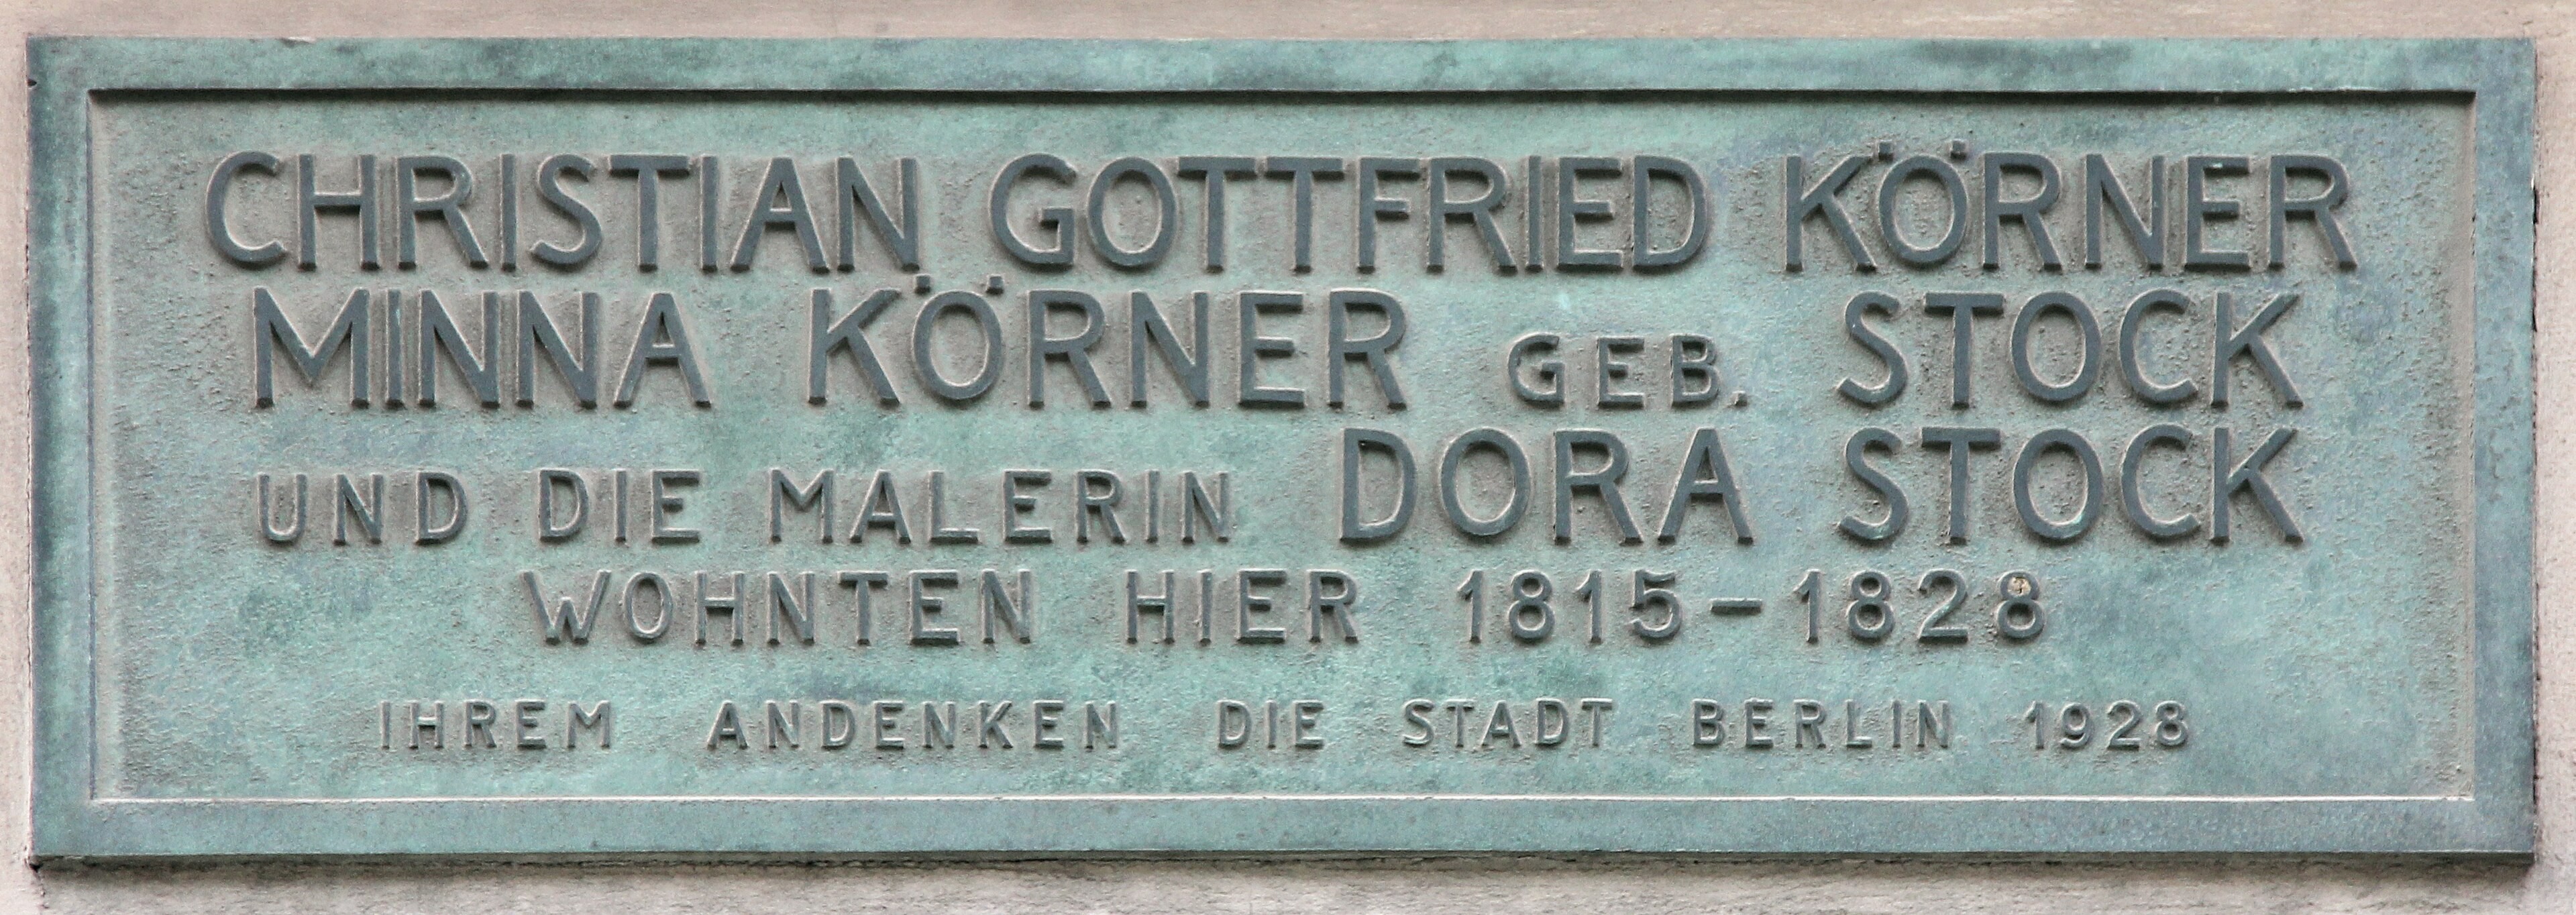 CHRISTIAN GOTTFRIED KÖRNER
MINNA KÖRNER GEB. STOCK
UND DIE MALERIN DORA STOCK
WOHNTEN HIER 1815-1828
IHREM ANDENKEN DIE STADT BERLIN 1928